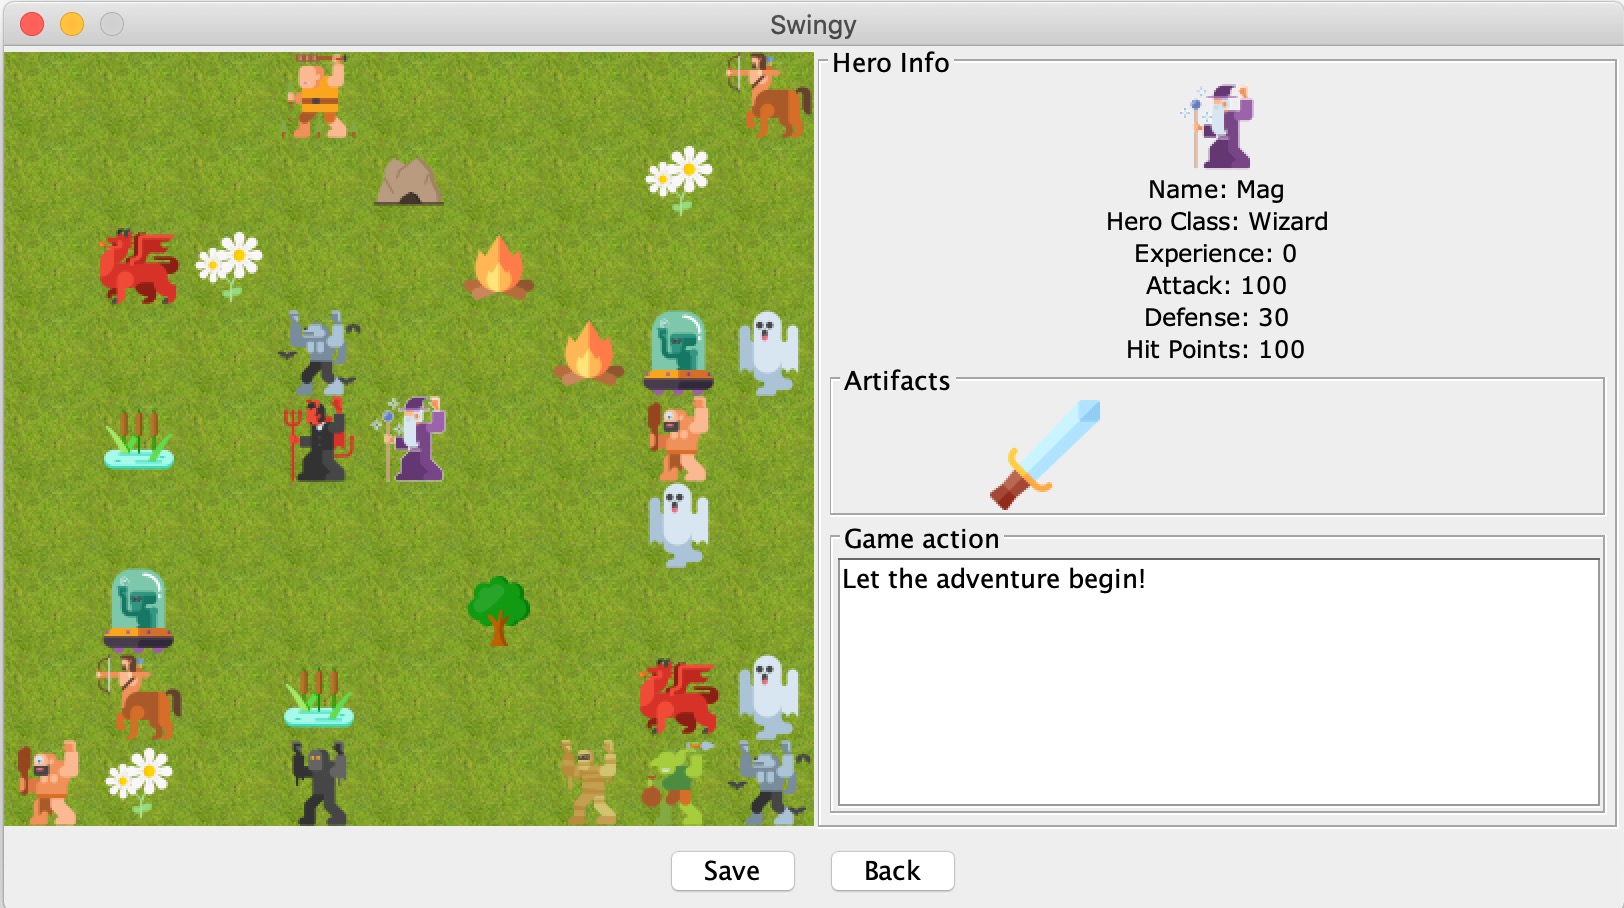 Swingy
Hero Info
Name: Mag
Hero Class: Wizard
Experience: 0
Attack: 100
Defense: 30
Hit Points: 100
Artifacts
Game action
Let the adventure begin!
Save
Back